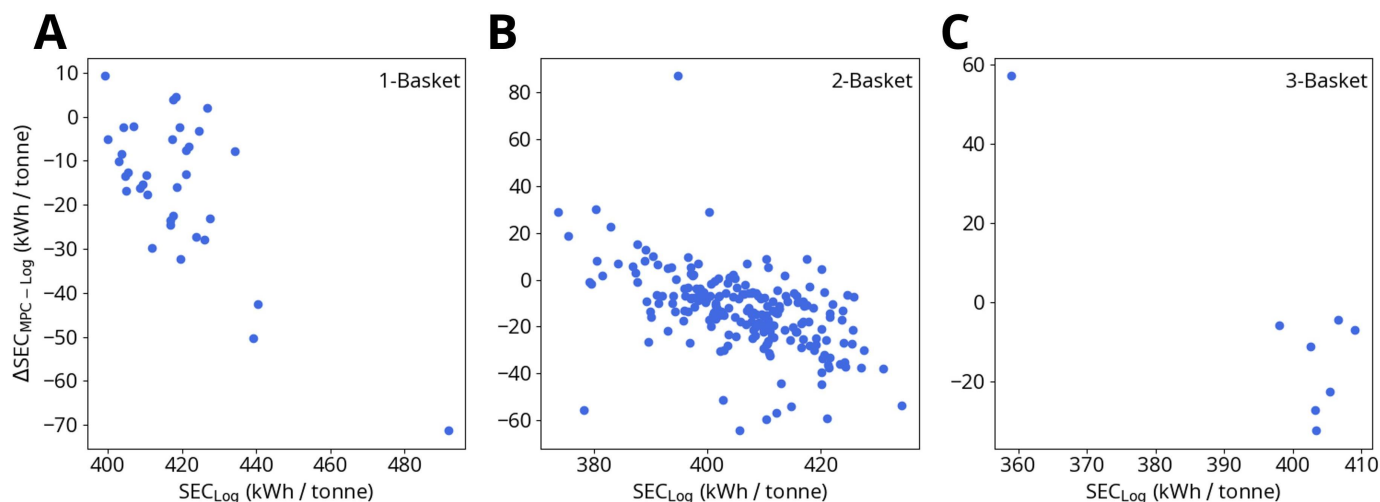 A
1-Basket
10
0
−10
−20
−30
−40
−50
−60
−70
ΔSEC_MPC − Log (kWh / tonne)
400 420 440 460 480
SEC_Log (kWh / tonne)
B
2-Basket
80
60
40
20
0
−20
−40
−60
380 400 420
SEC_Log (kWh / tonne)
C
3-Basket
60
40
20
0
−20
360 370 380 390 400 410
SEC_Log (kWh / tonne)